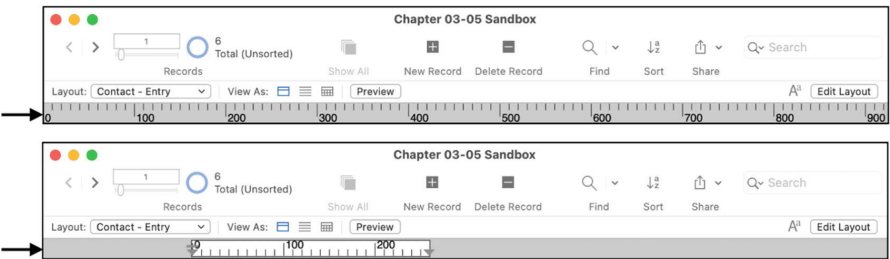 Chapter 03-05 Sandbox
1
6
Total (Unsorted)
Records
Show All
New Record
Delete Record
Find
Sort
Share
Search
Layout: Contact - Entry
View As:
Preview
Aa
Edit Layout
0 100 200 300 400 500 600 700 800 900
Chapter 03-05 Sandbox
1
6
Total (Unsorted)
Records
Show All
New Record
Delete Record
Find
Sort
Share
Search
Layout: Contact - Entry
View As:
Preview
Aa
Edit Layout
0 100 200